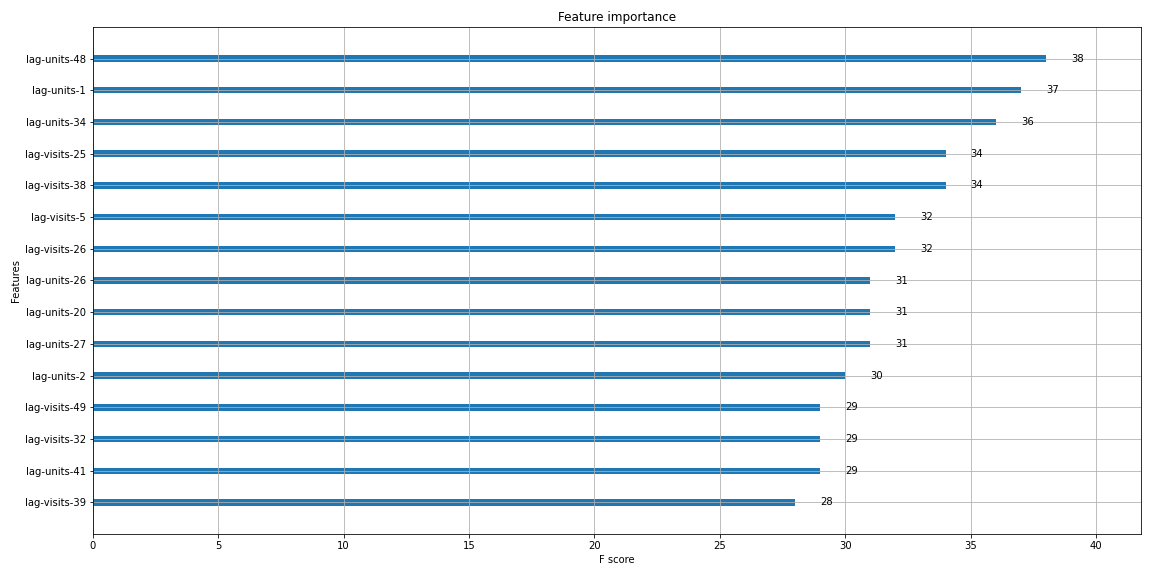 Feature importance
lag-units-48 38
lag-units-1 37
lag-units-34 36
lag-visits-25 34
lag-visits-38 34
lag-visits-5 32
lag-visits-26 32
lag-units-26 31
lag-units-20 31
lag-units-27 31
lag-units-2 30
lag-visits-49 29
lag-visits-32 29
lag-units-41 29
lag-visits-39 28
Features
0 5 10 15 20 25 30 35 40
F score